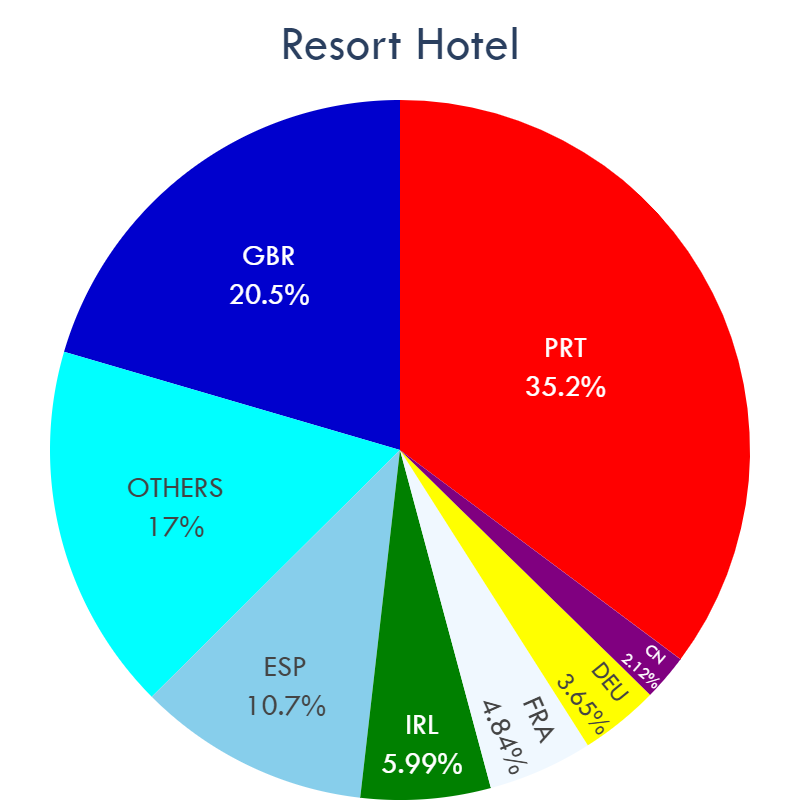 Resort Hotel
GBR
20.5%
PRT
35.2%
OTHERS
17%
ESP
10.7%
IRL
5.99%
FRA
4.84%
DEU
3.65%
CN
2.12%